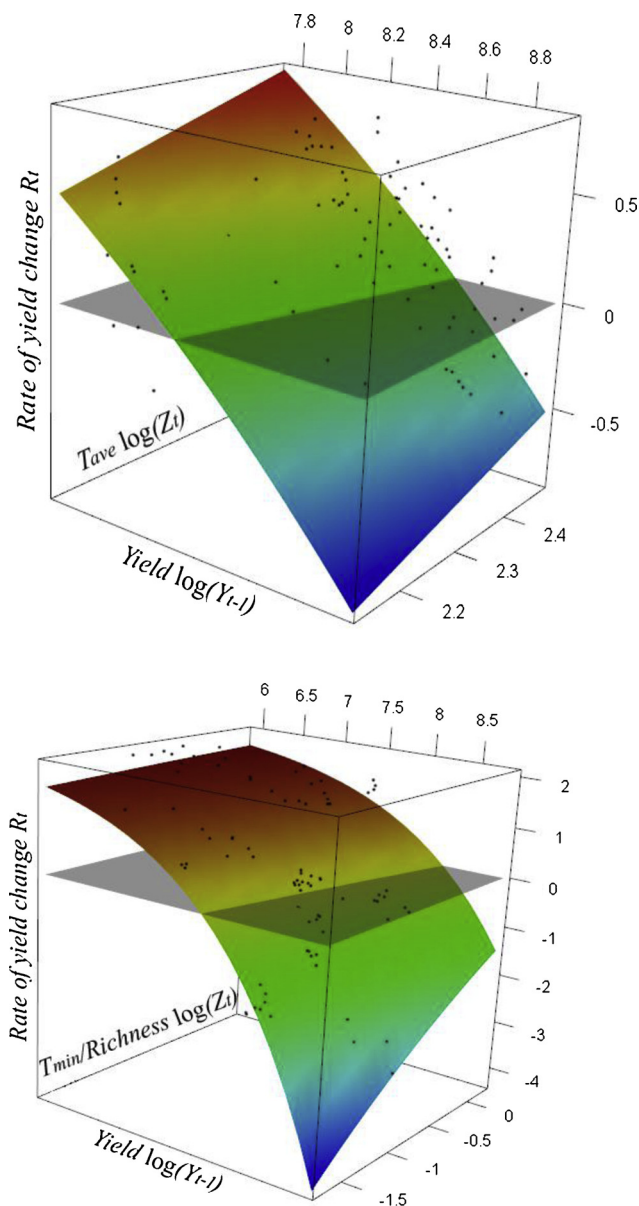 7.8 8 8.2 8.4 8.6 8.8
Rate of yield change Rt
0.5
0
-0.5
Tave log(Zt)
2.4
2.3
2.2
Yield log(Yt-1)
6 6.5 7 7.5 8 8.5
Rate of yield change Rt
2
1
0
-1
-2
-3
-4
Tmin/Richness log(Zt)
0
-0.5
-1
-1.5
Yield log(Yt-1)